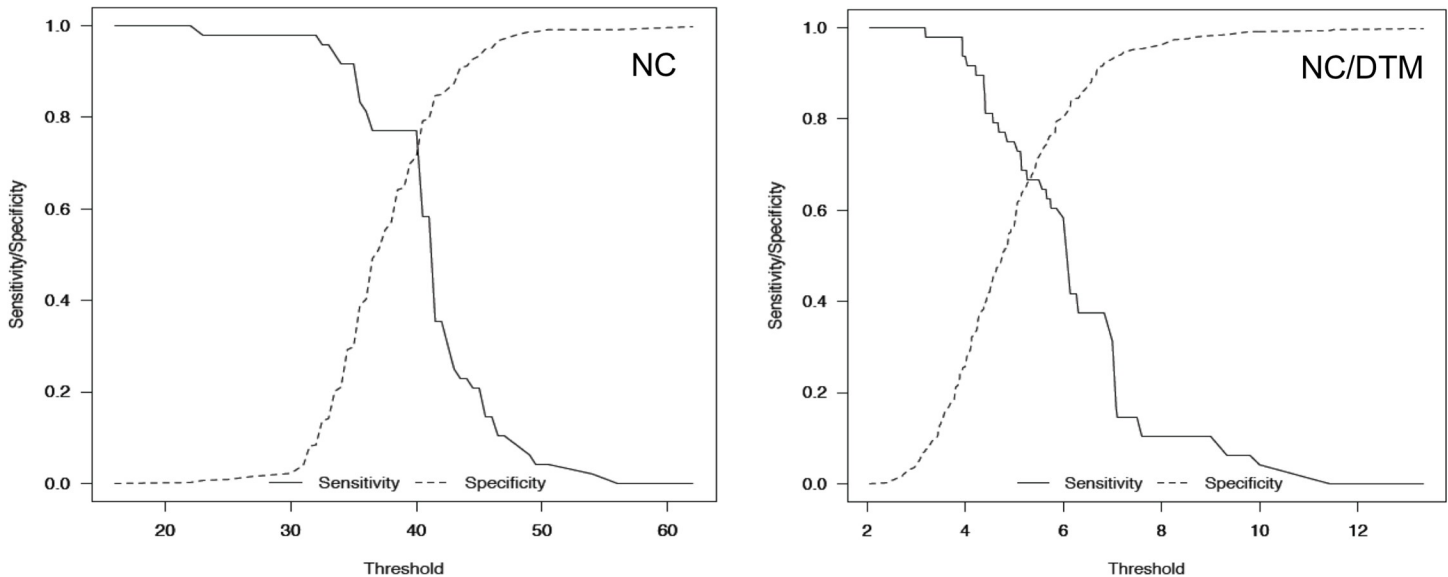 NC
Sensitivity/Specificity
1.0
0.8
0.6
0.4
0.2
0.0
Sensitivity Specificity
20 30 40 50 60
Threshold
NC/DTM
Sensitivity/Specificity
1.0
0.8
0.6
0.4
0.2
0.0
Sensitivity Specificity
2 4 6 8 10 12
Threshold